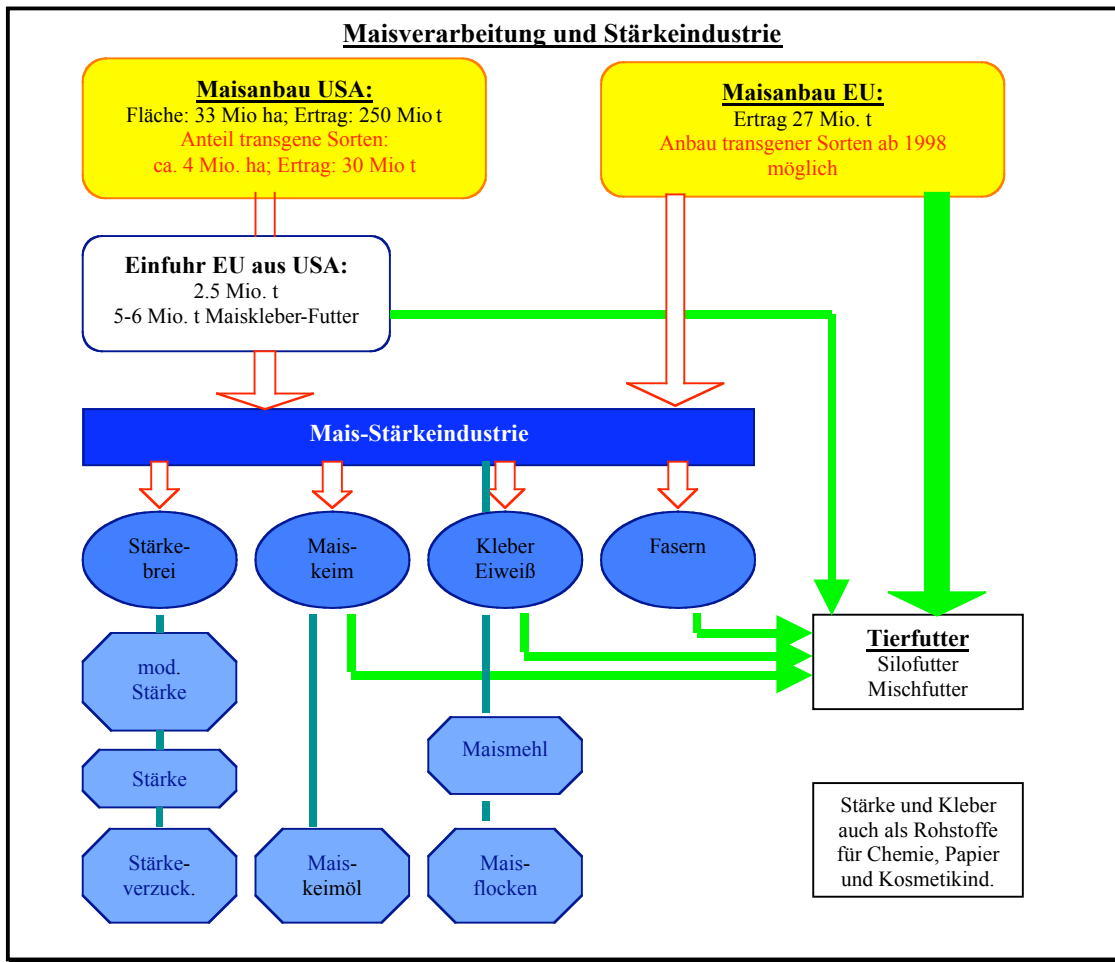 Maisverarbeitung und Stärkeindustrie
Maisanbau USA:
Fläche: 33 Mio ha; Ertrag: 250 Mio t
Anteil transgene Sorten:
ca. 4 Mio. ha; Ertrag: 30 Mio t
Maisanbau EU:
Ertrag 27 Mio. t
Anbau transgener Sorten ab 1998
möglich
Einfuhr EU aus USA:
2.5 Mio. t
5-6 Mio. t Maiskleber-Futter
Mais-Stärkeindustrie
Stärke-
brei
Mais-
keim
Kleber
Eiweiß
Fasern
Tierfutter
Silofutter
Mischfutter
mod.
Stärke
Maismehl
Stärke
Stärke-
verzuck.
Mais-
keimöl
Mais-
flocken
Stärke und Kleber
auch als Rohstoffe
für Chemie, Papier
und Kosmetikind.